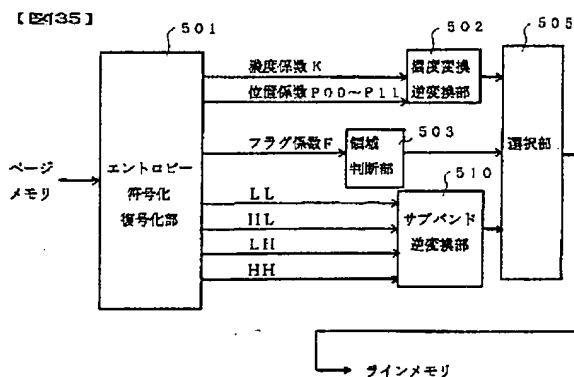 【図35】
501
502
505
濃度係数K
濃度変換
逆変換部
位置係数P00～P11
503
フラグ係数F
領域
判断部
選択部
ページ
メモリ
エントロピー
符号化
復号化部
510
LL
HL
LH
HH
サブバンド
逆変換部
ラインメモリ